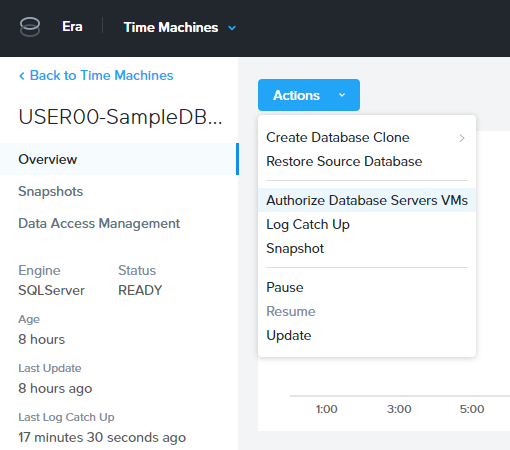 Era
Time Machines
Back to Time Machines
USER00-SampleDB...
Overview
Snapshots
Data Access Management
Engine
Status
SQLServer
READY
Age
8 hours
Last Update
8 hours ago
Last Log Catch Up
17 minutes 30 seconds ago
Actions
Create Database Clone
Restore Source Database
Authorize Database Servers VMs
Log Catch Up
Snapshot
Pause
Resume
Update
1:00 3:00 5:00